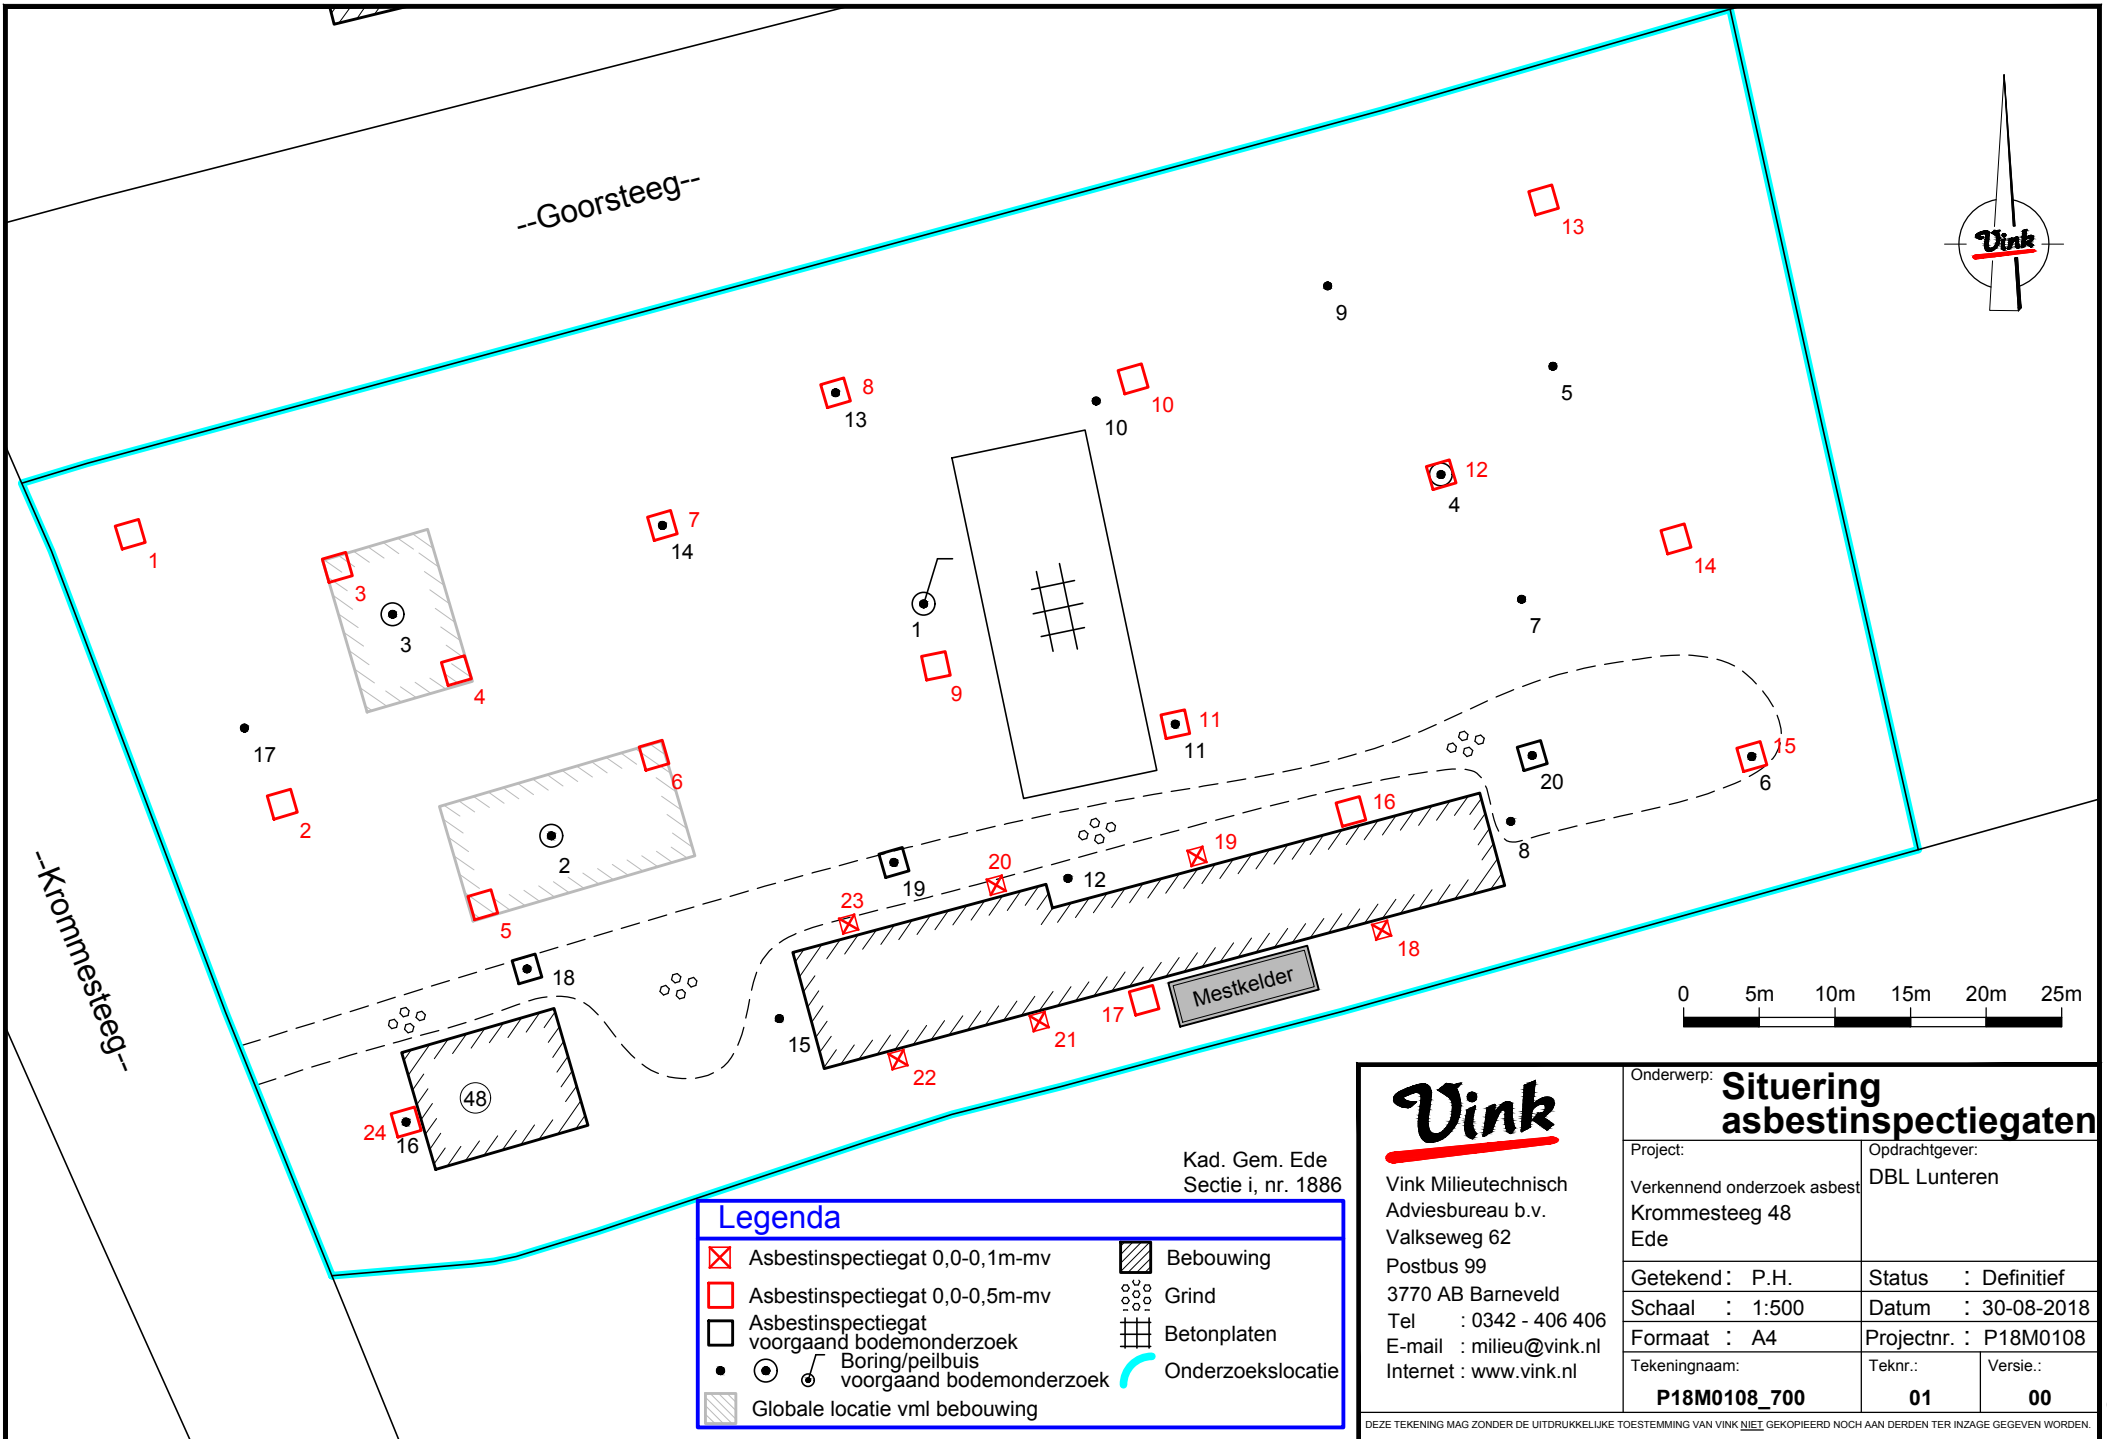 --Goorsteeg--
Vink
13
9
8
13
10
10
5
12
4
7
14
1
3
3
14
1
7
4
9
11
11
17
6
15
6
20
2
16
2
19
8
20
12
19
23
5
18
18
--Krommesteeg--
Mestkelder
17
15
21
22
0 5m 10m 15m 20m 25m
48
24
16
Kad. Gem. Ede
Sectie i, nr. 1886
Legenda
Asbestinspectiegat 0,0-0,1m-mv
Asbestinspectiegat 0,0-0,5m-mv
Asbestinspectiegat
voorgaand bodemonderzoek
Boring/peilbuis
voorgaand bodemonderzoek
Globale locatie vml bebouwing
Bebouwing
Grind
Betonplaten
Onderzoekslocatie
Vink
Vink Milieutechnisch
Adviesbureau b.v.
Valkseweg 62
Postbus 99
3770 AB Barneveld
Tel : 0342 - 406 406
E-mail : milieu@vink.nl
Internet : www.vink.nl
Onderwerp: Situering
asbestinspectiegaten
Project:
Verkennend onderzoek asbest
Krommesteeg 48
Ede
Opdrachtgever:
DBL Lunteren
Getekend : P.H.
Status : Definitief
Schaal : 1:500
Datum : 30-08-2018
Formaat : A4
Projectnr. : P18M0108
Tekeningnaam:
P18M0108_700
Teknr.:
01
Versie.:
00
DEZE TEKENING MAG ZONDER DE UITDRUKKELIJKE TOESTEMMING VAN VINK NIET GEKOPIEERD NOCH AAN DERDEN TER INZAGE GEGEVEN WORDEN.